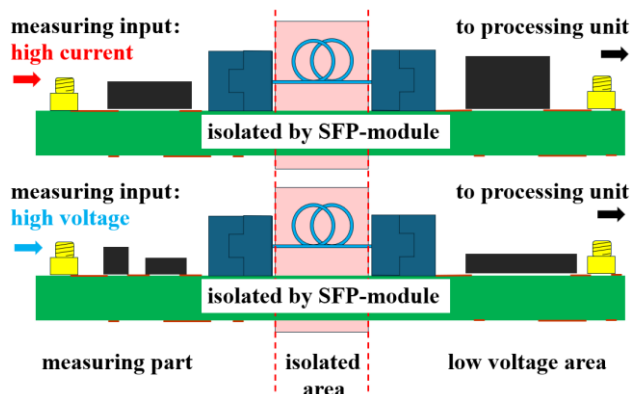 measuring input:
high current
to processing unit
isolated by SFP-module
measuring input:
high voltage
to processing unit
isolated by SFP-module
measuring part
isolated
area
low voltage area